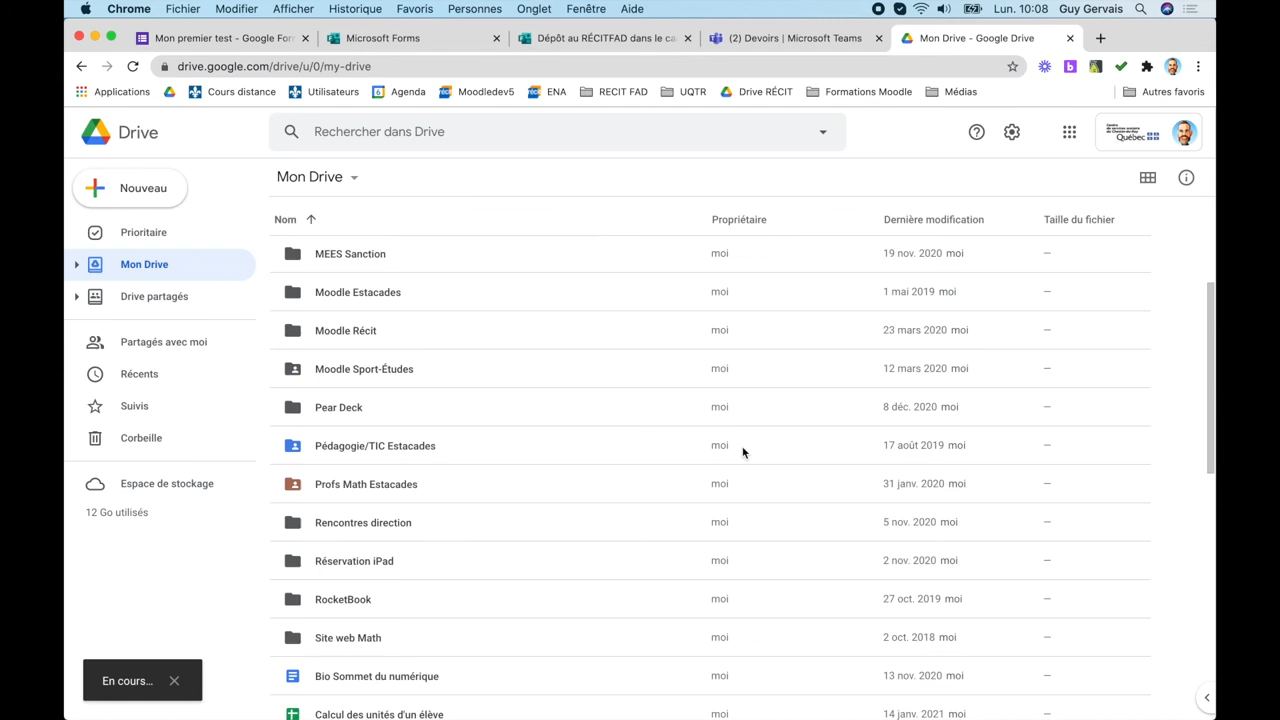 Chrome Fichier Modifier Afficher Historique Favoris Personnes Onglet Fenêtre Aide Lun. 10:08 Guy Gervais
Mon premier test - Google For Microsoft Forms Dépôt au RÉCITFAD dans le ca (2) Devoirs | Microsoft Teams Mon Drive - Google Drive
drive.google.com/drive/u/0/my-drive
Applications Cours distance Utilisateurs Agenda Moodledev5 ENA RECIT FAD UQTR Drive RÉCIT Formations Moodle Médias Autres favoris
Drive Rechercher dans Drive Québec
Mon Drive
Nouveau
Nom Propriétaire Dernière modification Taille du fichier
Prioritaire
MEES Sanction moi 19 nov. 2020 moi —
Mon Drive
Moodle Estacades moi 1 mai 2019 moi —
Drive partagés
Moodle Récit moi 23 mars 2020 moi —
Partagés avec moi
Moodle Sport-Études moi 12 mars 2020 moi —
Récents
Pear Deck moi 8 déc. 2020 moi —
Suivis
Corbeille
Pédagogie/TIC Estacades moi 17 août 2019 moi —
Espace de stockage
Profs Math Estacades moi 31 janv. 2020 moi —
12 Go utilisés
Rencontres direction moi 5 nov. 2020 moi —
Réservation iPad moi 2 nov. 2020 moi —
RocketBook moi 27 oct. 2019 moi —
Site web Math moi 2 oct. 2018 moi —
Bio Sommet du numérique moi 13 nov. 2020 moi —
En cours...
Calcul des unités d'un élève moi 14 janv. 2021 moi —